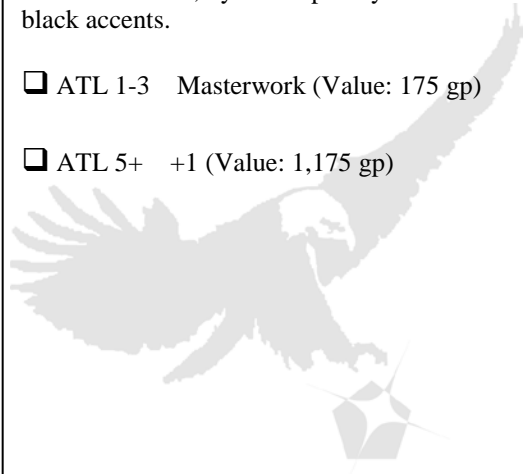 black accents.
❑ ATL 1-3 Masterwork (Value: 175 gp)
❑ ATL 5+ +1 (Value: 1,175 gp)